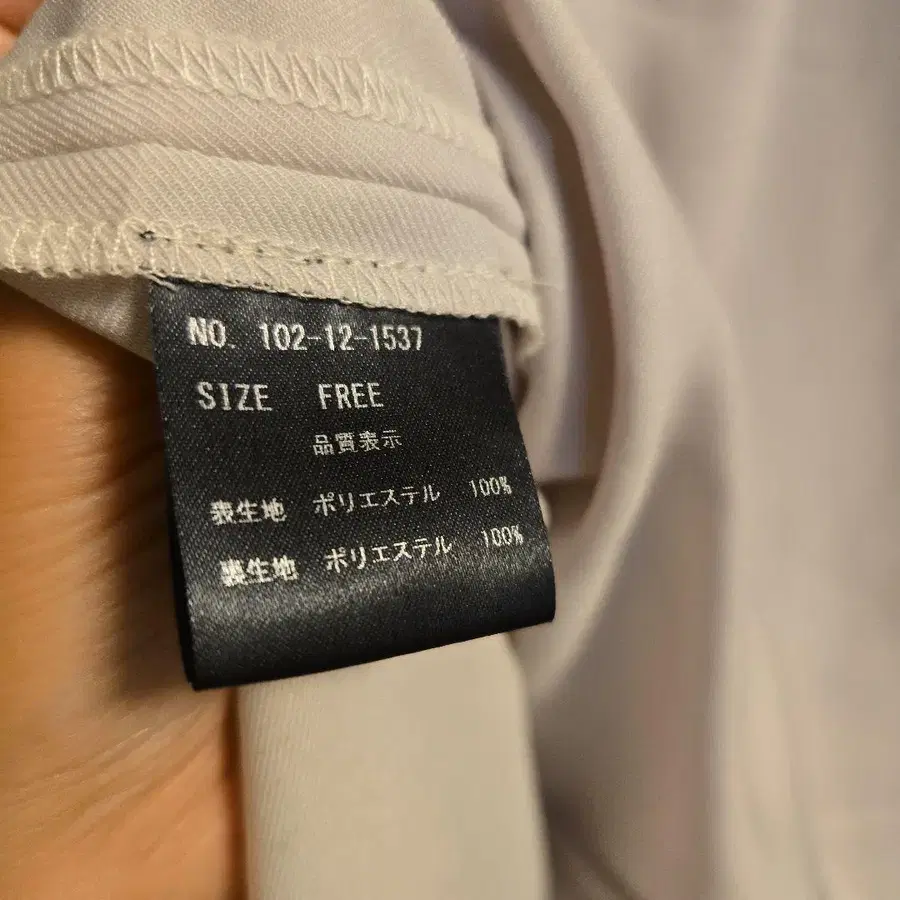 NO. 102-12-1537
SIZE FREE
品質表示
表生地 ポリエステル 100%
裏生地 ポリエステル 100%